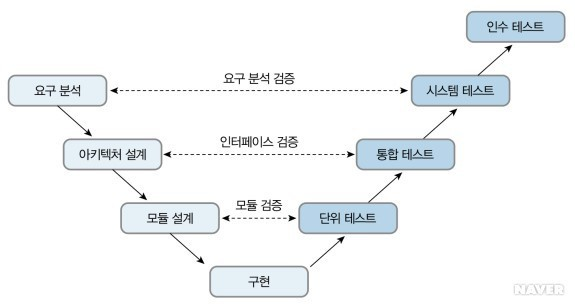 인수 테스트
요구 분석 검증
요구 분석
시스템 테스트
인터페이스 검증
아키텍처 설계
통합 테스트
모듈 검증
모듈 설계
단위 테스트
구현
NAVER